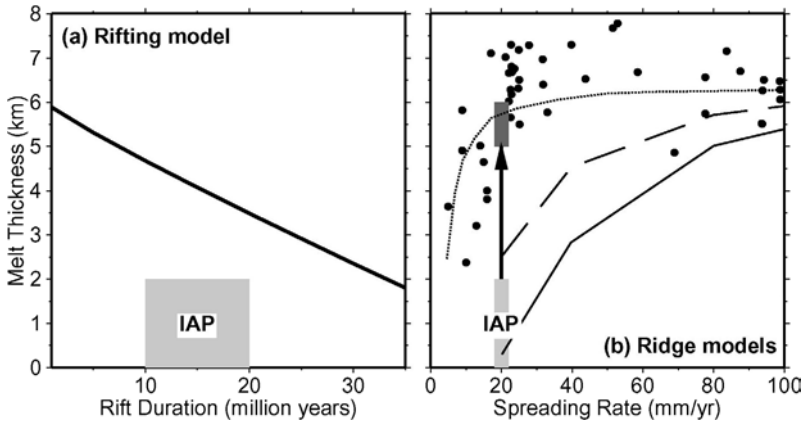 (a) Rifting model
8
7
6
5
4
3
2
1
0
Melt Thickness (km)
IAP
10 20 30
Rift Duration (million years)
IAP
(b) Ridge models
0 20 40 60 80 100
Spreading Rate (mm/yr)